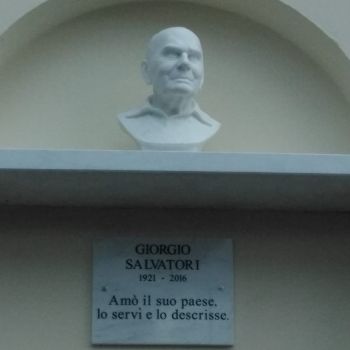 GIORGIO
SALVATORI
1921 - 2016
Amò il suo paese,
lo servì e lo descrisse.